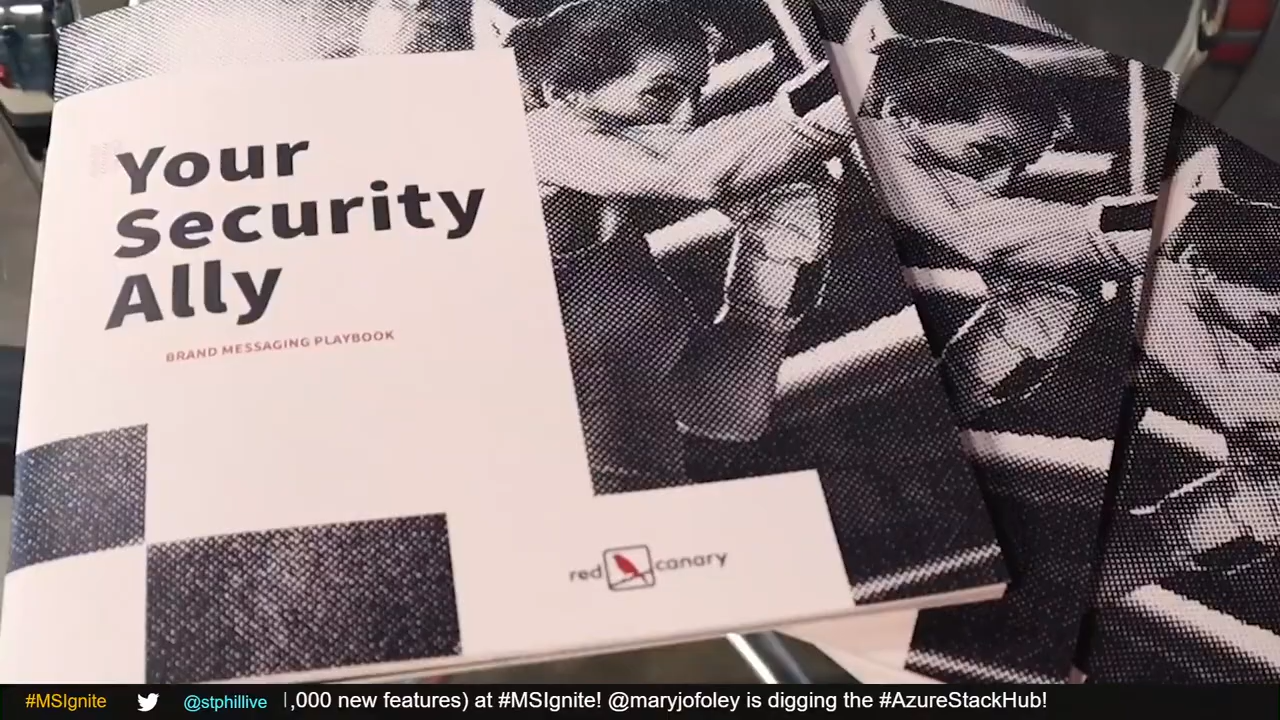 Your
Security
Ally
BRAND MESSAGING PLAYBOOK
red canary
#MSIgnite @stphillive ,000 new features) at #MSIgnite! @maryjofoley is digging the #AzureStackHub!